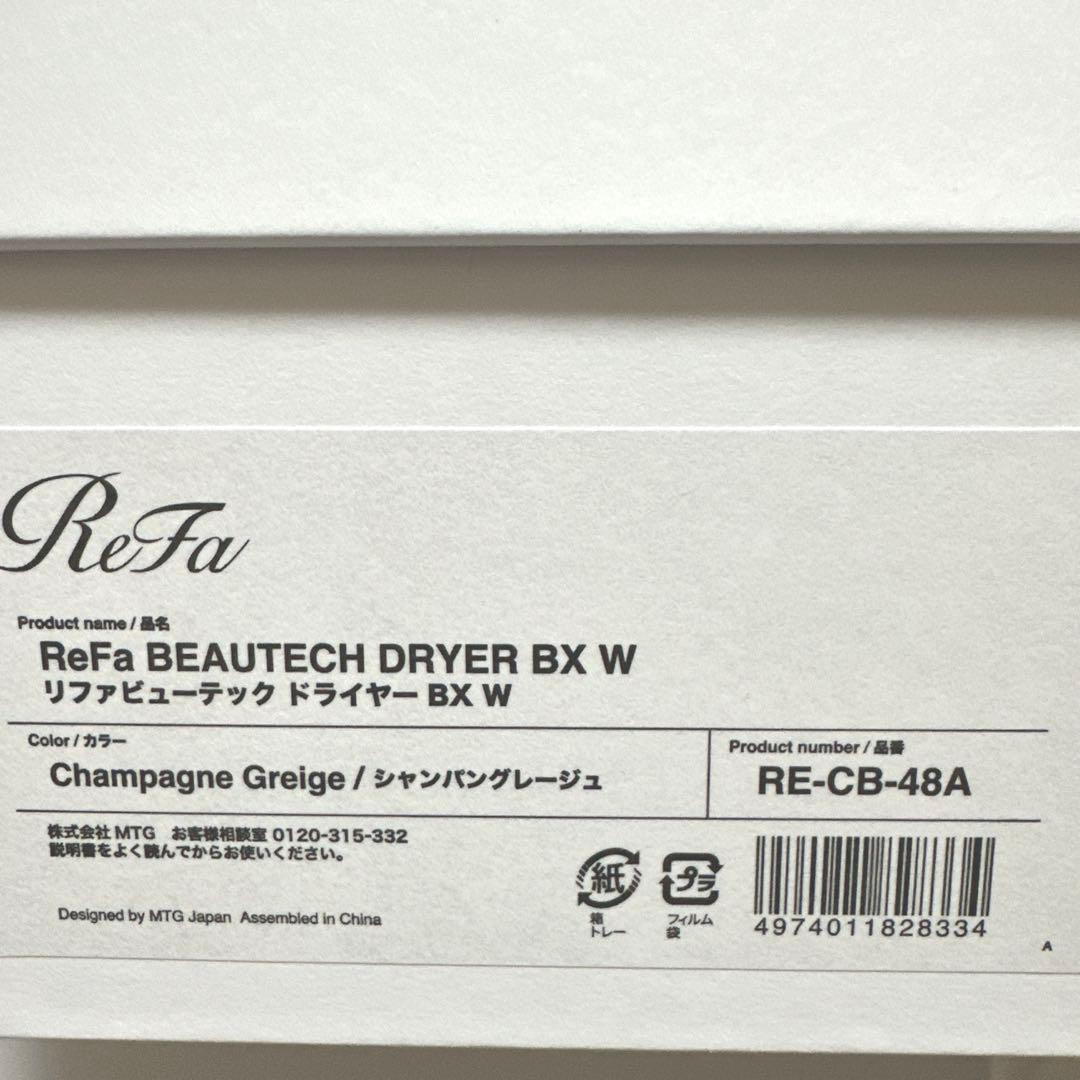 ReFa
Product name / 品名
ReFa BEAUTECH DRYER BX W
リファビューテック ドライヤー BX W
Color / カラー
Champagne Greige / シャンパングレージュ
Product number / 品番
RE-CB-48A
株式会社 MTG お客様相談室 0120-315-332
説明書をよく読んでからお使いください。
Designed by MTG Japan Assembled in China
紙
箱
トレー
プラ
フィルム
袋
4974011828334
A